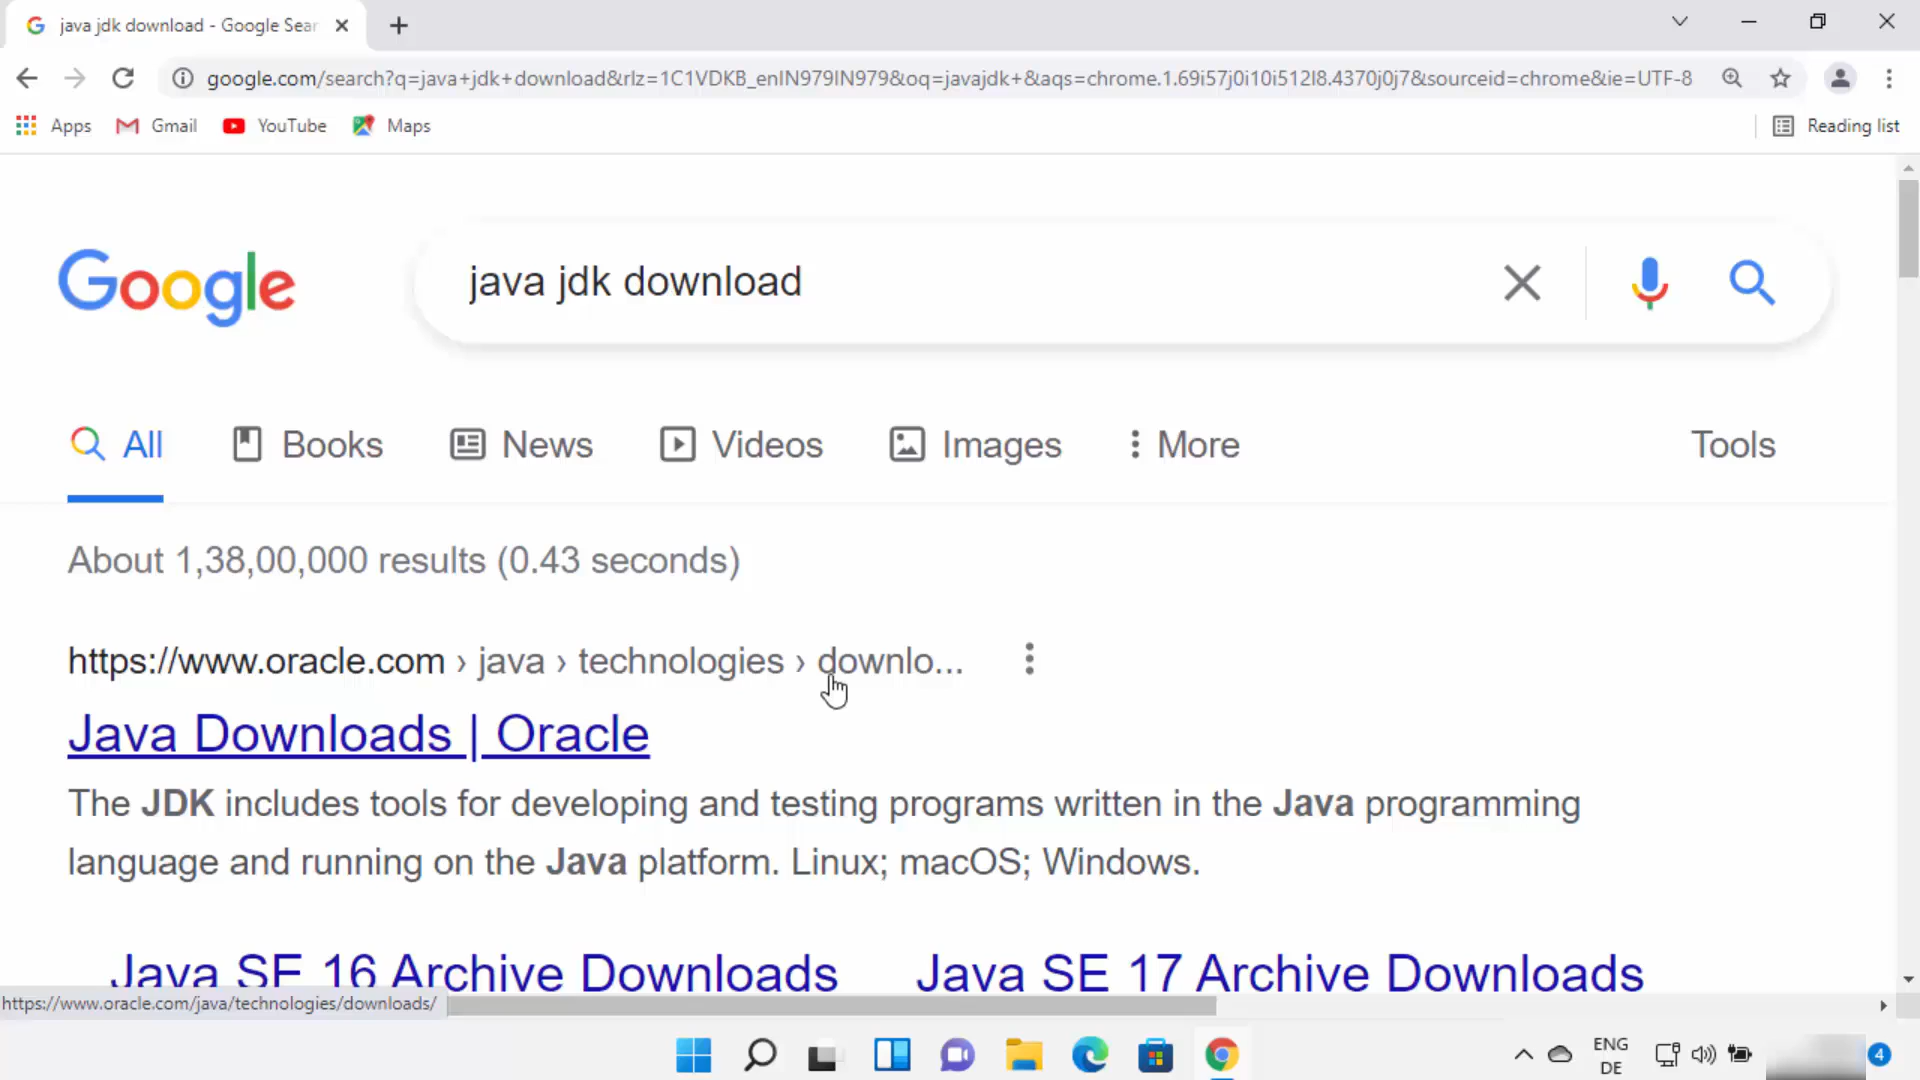 java jdk download - Google Sear
google.com/search?q=java+jdk+download&rlz=1C1VDKB_enIN979IN979&oq=javajdk+&aqs=chrome.1.69i57j0i10i512l8.4370j0j7&sourceid=chrome&ie=UTF-8
Apps Gmail YouTube Maps Reading list
Google java jdk download
All Books News Videos Images More Tools
About 1,38,00,000 results (0.43 seconds)
https://www.oracle.com › java › technologies › downlo...
Java Downloads | Oracle
The JDK includes tools for developing and testing programs written in the Java programming
language and running on the Java platform. Linux; macOS; Windows.
Java SE 16 Archive Downloads Java SE 17 Archive Downloads
https://www.oracle.com/java/technologies/downloads/
ENG
DE
4